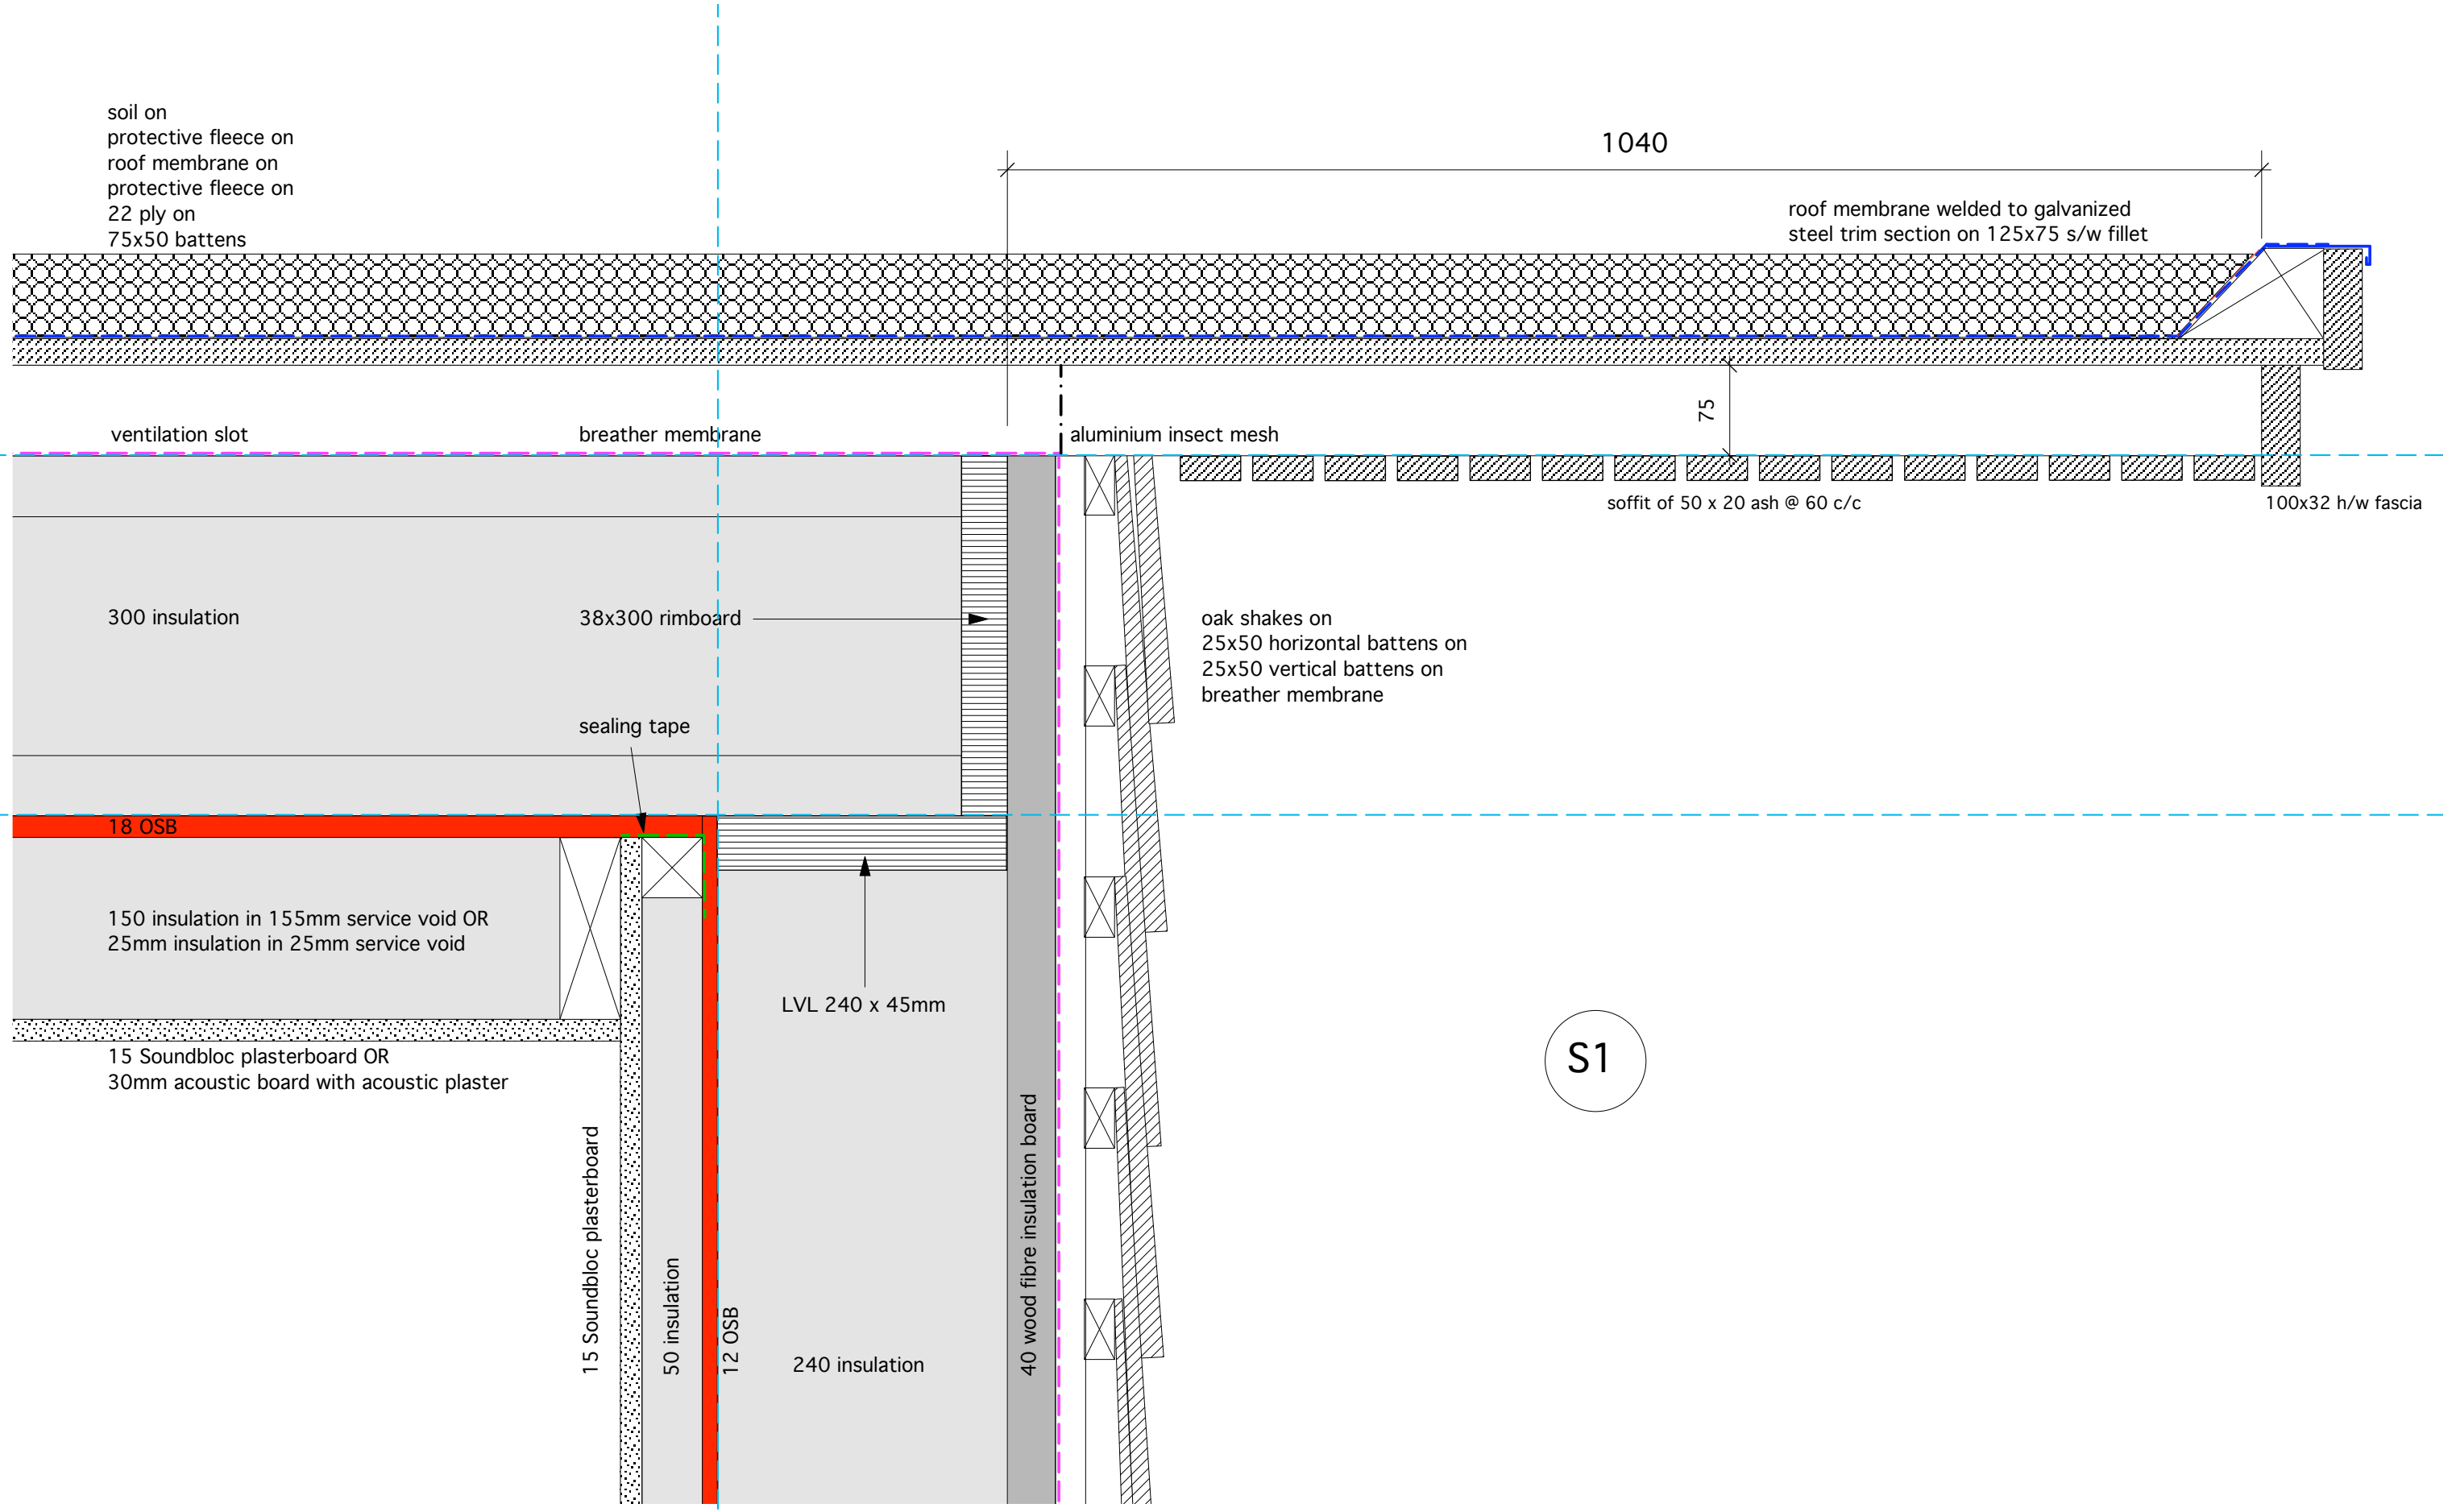 soil on
protective fleece on
roof membrane on
protective fleece on
22 ply on
75x50 battens
1040
roof membrane welded to galvanized
steel trim section on 125x75 s/w fillet
75
ventilation slot
breather membrane
aluminium insect mesh
soffit of 50 x 20 ash @ 60 c/c
100x32 h/w fascia
300 insulation
38x300 rimboard
oak shakes on
25x50 horizontal battens on
25x50 vertical battens on
breather membrane
sealing tape
18 OSB
150 insulation in 155mm service void OR
25mm insulation in 25mm service void
LVL 240 x 45mm
15 Soundbloc plasterboard OR
30mm acoustic board with acoustic plaster
S1
15 Soundbloc plasterboard
50 insulation
12 OSB
240 insulation
40 wood fibre insulation board